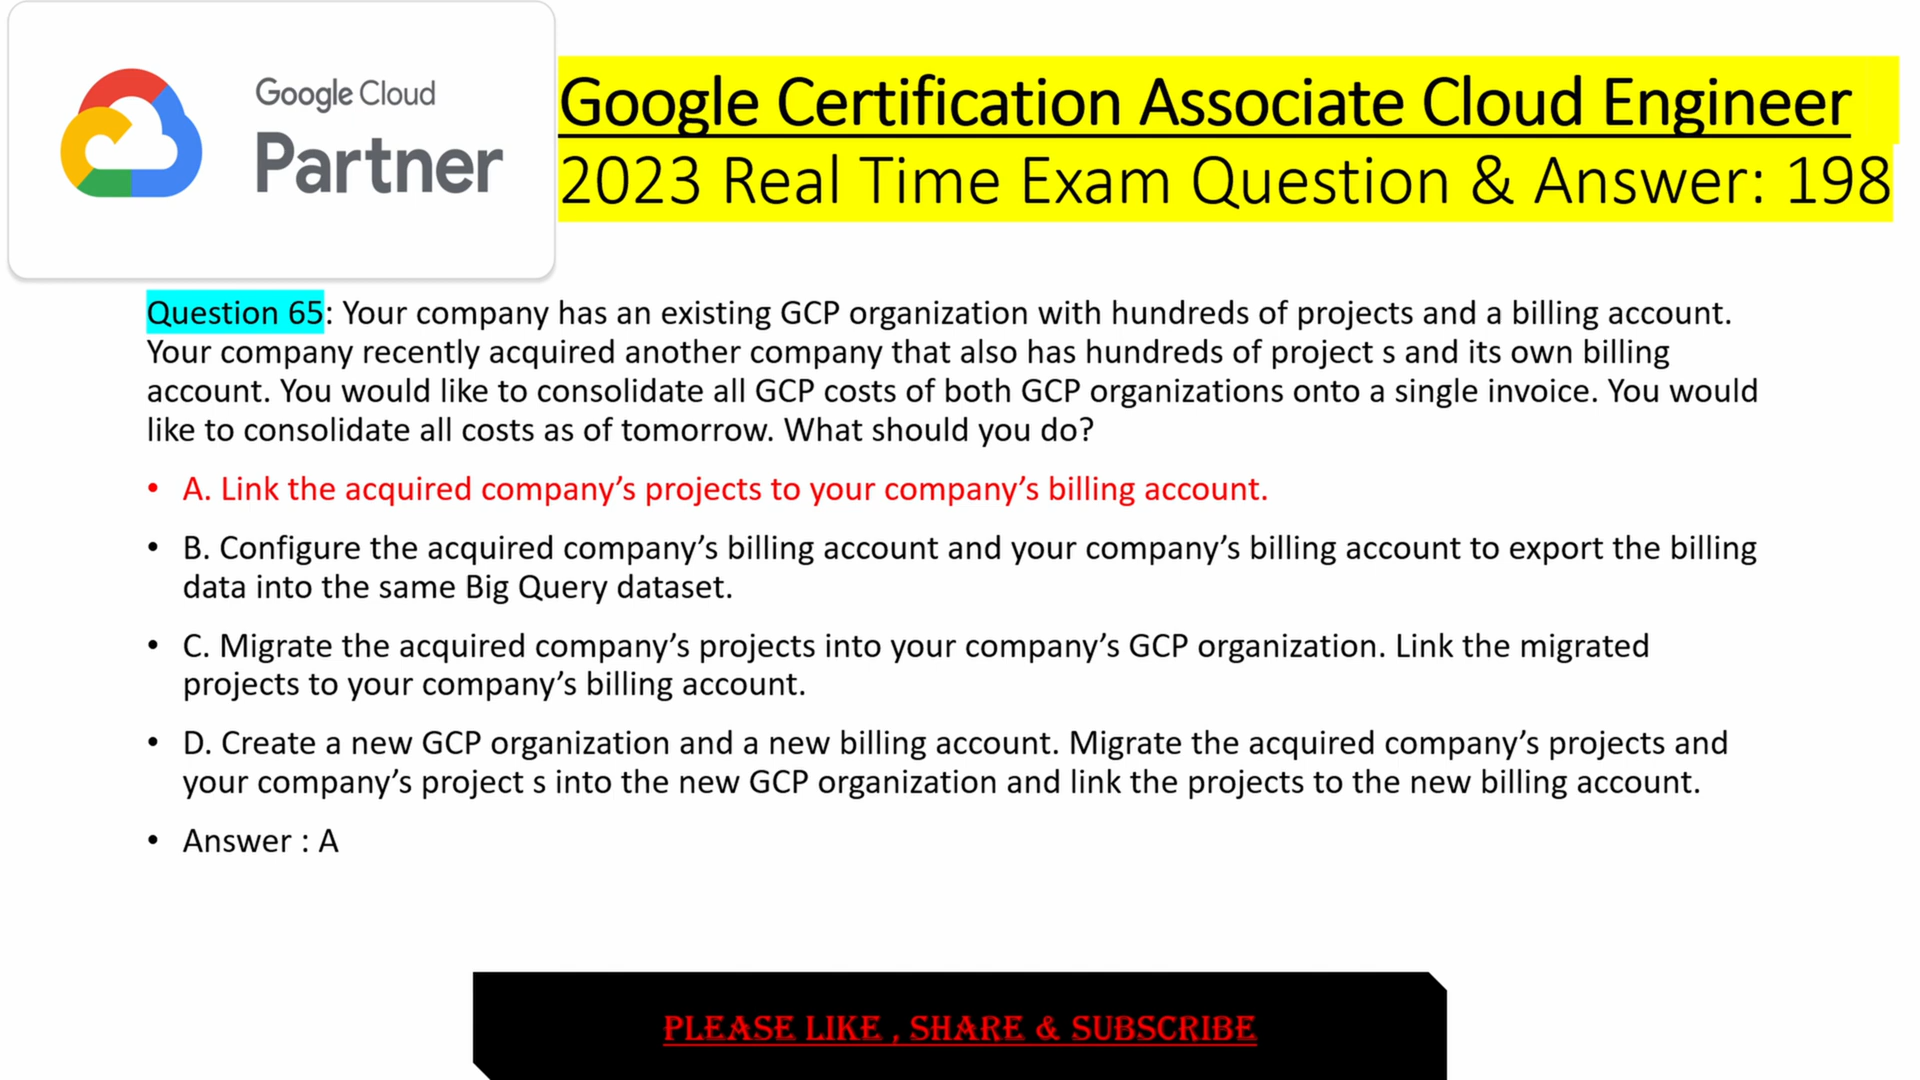 Google Cloud
Partner
Google Certification Associate Cloud Engineer
2023 Real Time Exam Question & Answer: 198
Question 65: Your company has an existing GCP organization with hundreds of projects and a billing account.
Your company recently acquired another company that also has hundreds of project s and its own billing
account. You would like to consolidate all GCP costs of both GCP organizations onto a single invoice. You would
like to consolidate all costs as of tomorrow. What should you do?
• A. Link the acquired company’s projects to your company’s billing account.
• B. Configure the acquired company’s billing account and your company’s billing account to export the billing
data into the same Big Query dataset.
• C. Migrate the acquired company’s projects into your company’s GCP organization. Link the migrated
projects to your company’s billing account.
• D. Create a new GCP organization and a new billing account. Migrate the acquired company’s projects and
your company’s project s into the new GCP organization and link the projects to the new billing account.
• Answer : A
PLEASE LIKE , SHARE & SUBSCRIBE